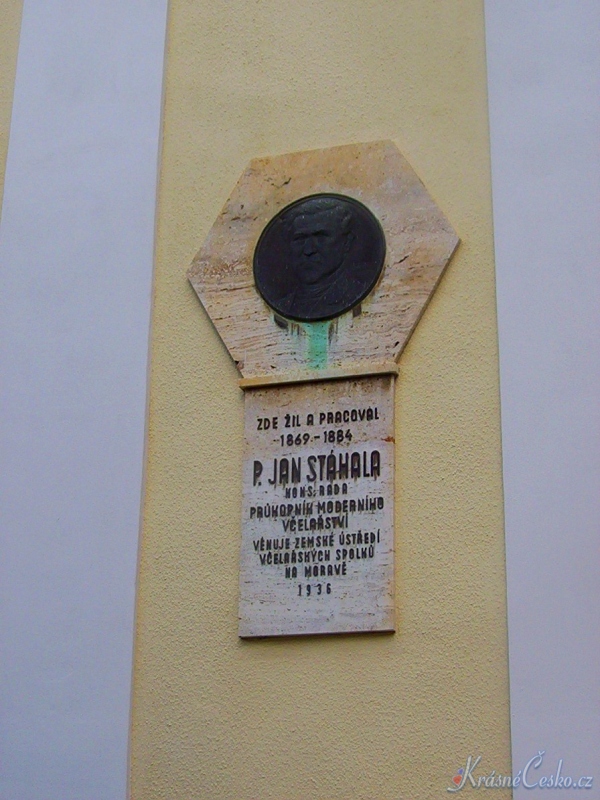 ZDE ŽIL A PRACOVAL
1869-1884
P. JAN STÁHALA
KONS. RADA
PRŮKOPNÍK MODERNÍHO
VČELAŘSTVÍ
VĚNUJE ZEMSKÉ ÚSTŘEDÍ
VČELAŘSKÝCH SPOLKŮ
NA MORAVĚ
1936
KrásnéČesko.cz